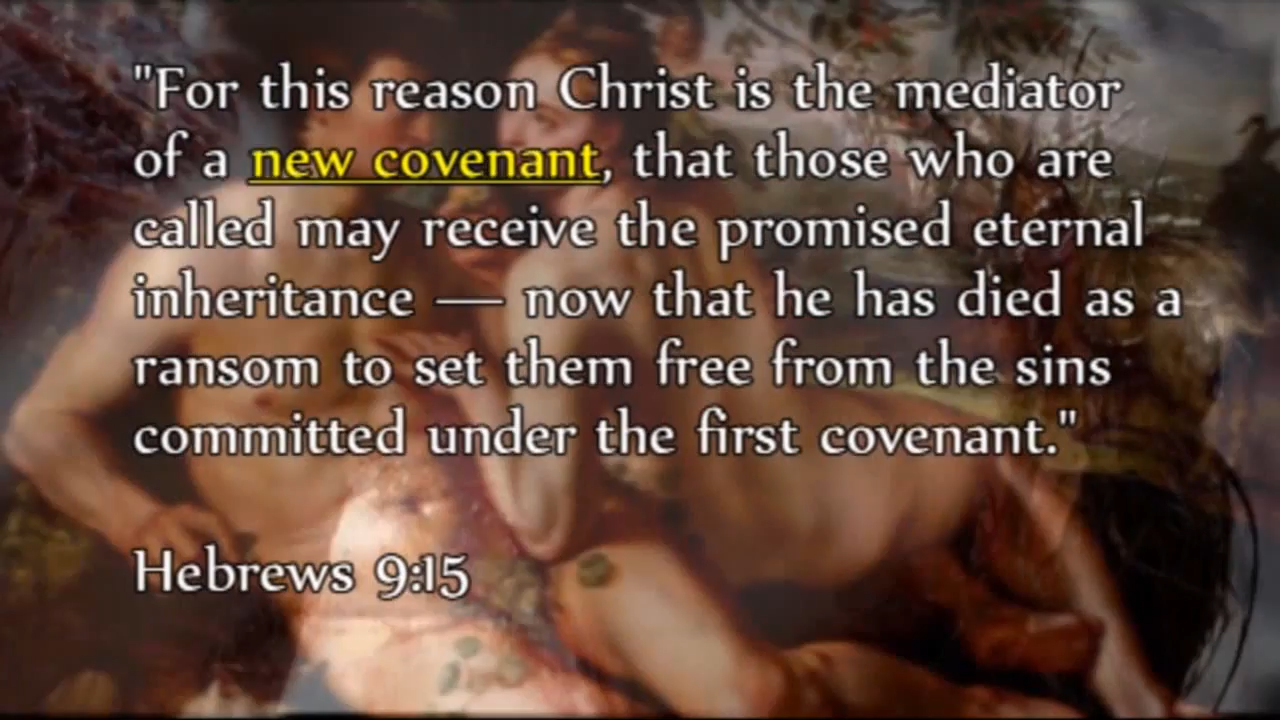 "For this reason Christ is the mediator
of a new covenant, that those who are
called may receive the promised eternal
inheritance — now that he has died as a
ransom to set them free from the sins
committed under the first covenant."
Hebrews 9:15